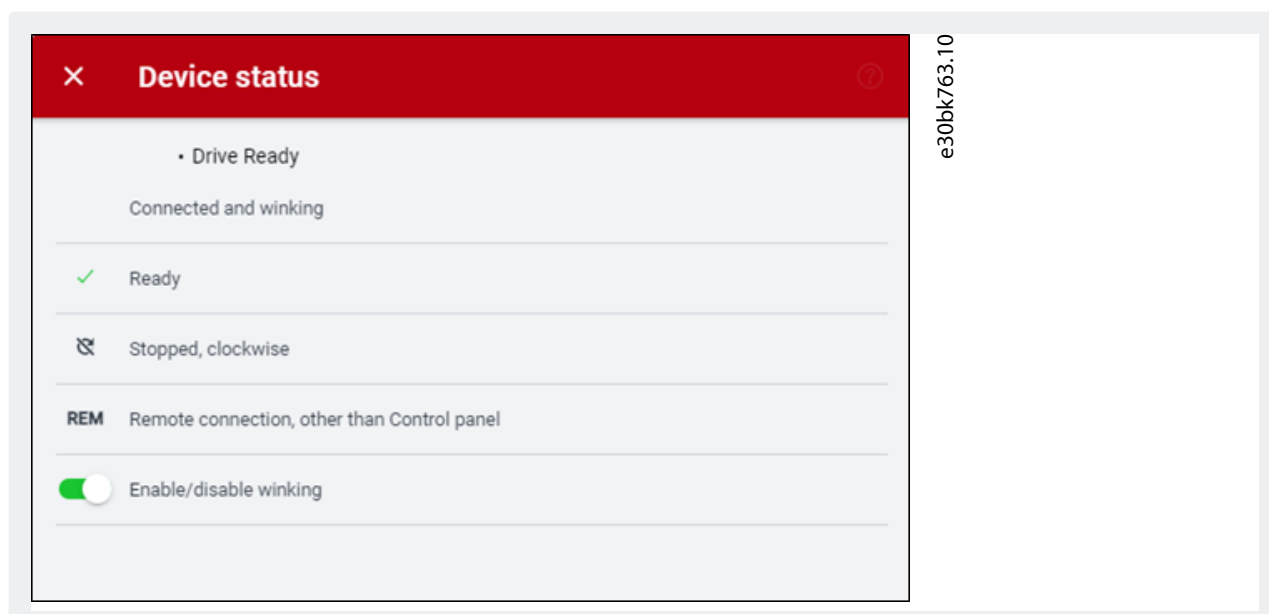 Device status
• Drive Ready
Connected and winking
Ready
Stopped, clockwise
REM Remote connection, other than Control panel
Enable/disable winking
e30bk763.10